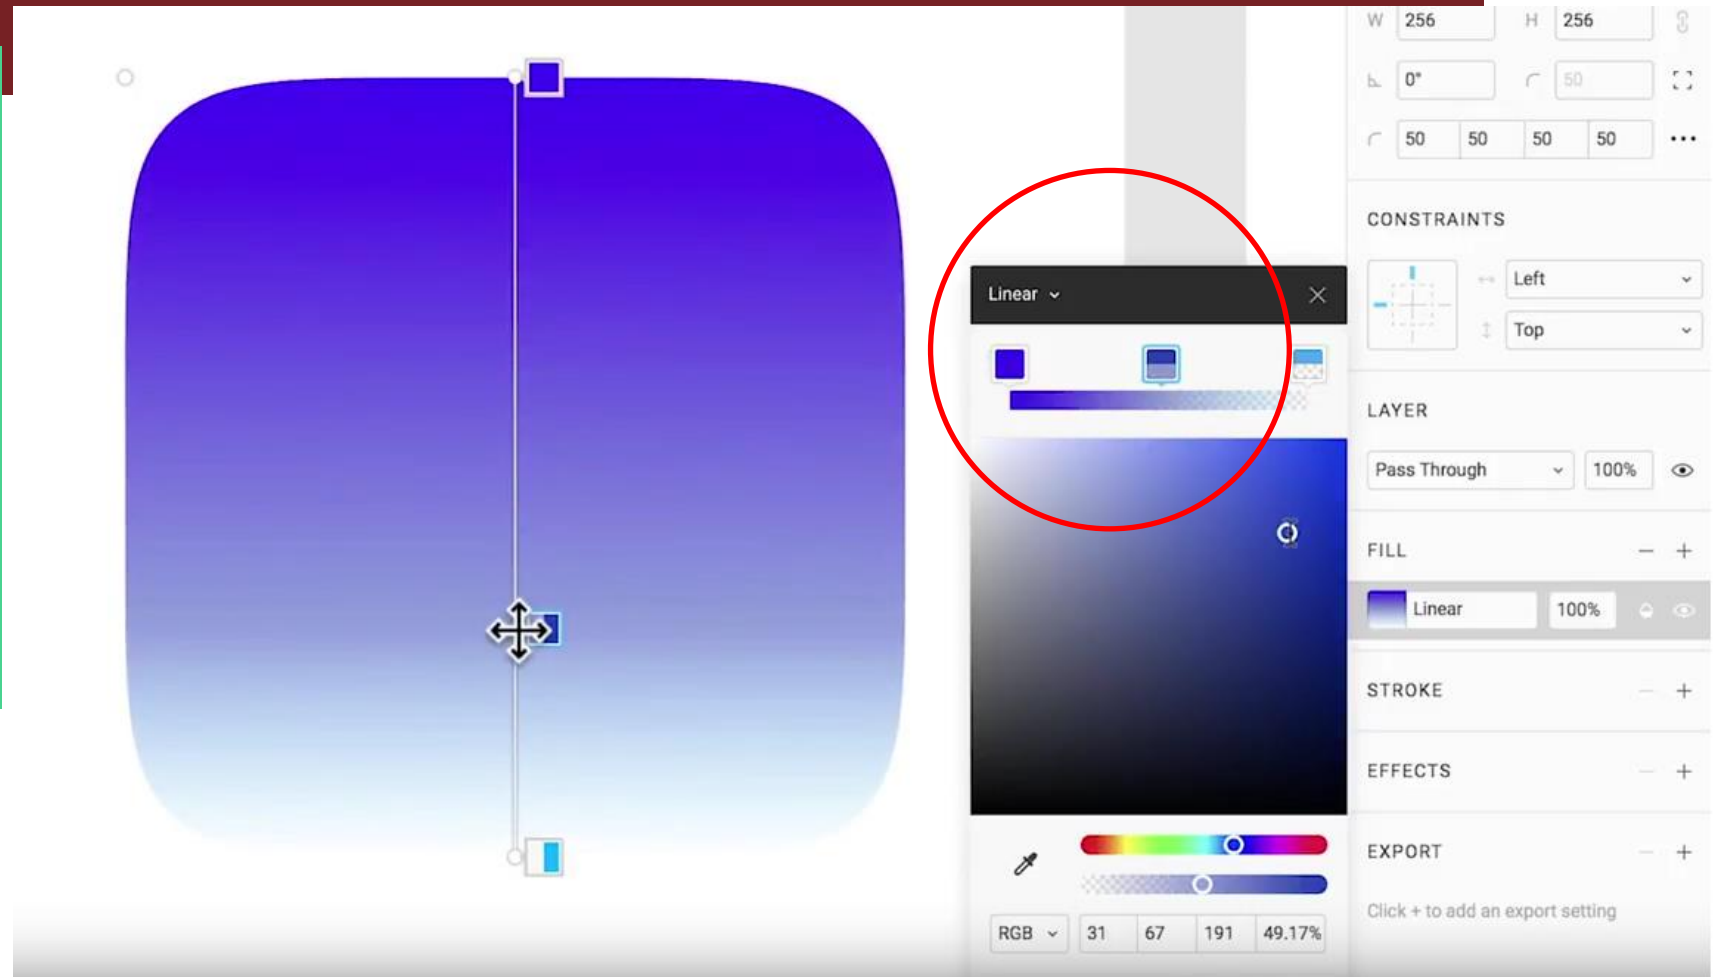 W 256 H 256
0° 50
50 50 50 50
CONSTRAINTS
Linear
Left
Top
LAYER
Pass Through 100%
FILL
Linear 100%
STROKE
EFFECTS
EXPORT
Click + to add an export setting
RGB 31 67 191 49.17%